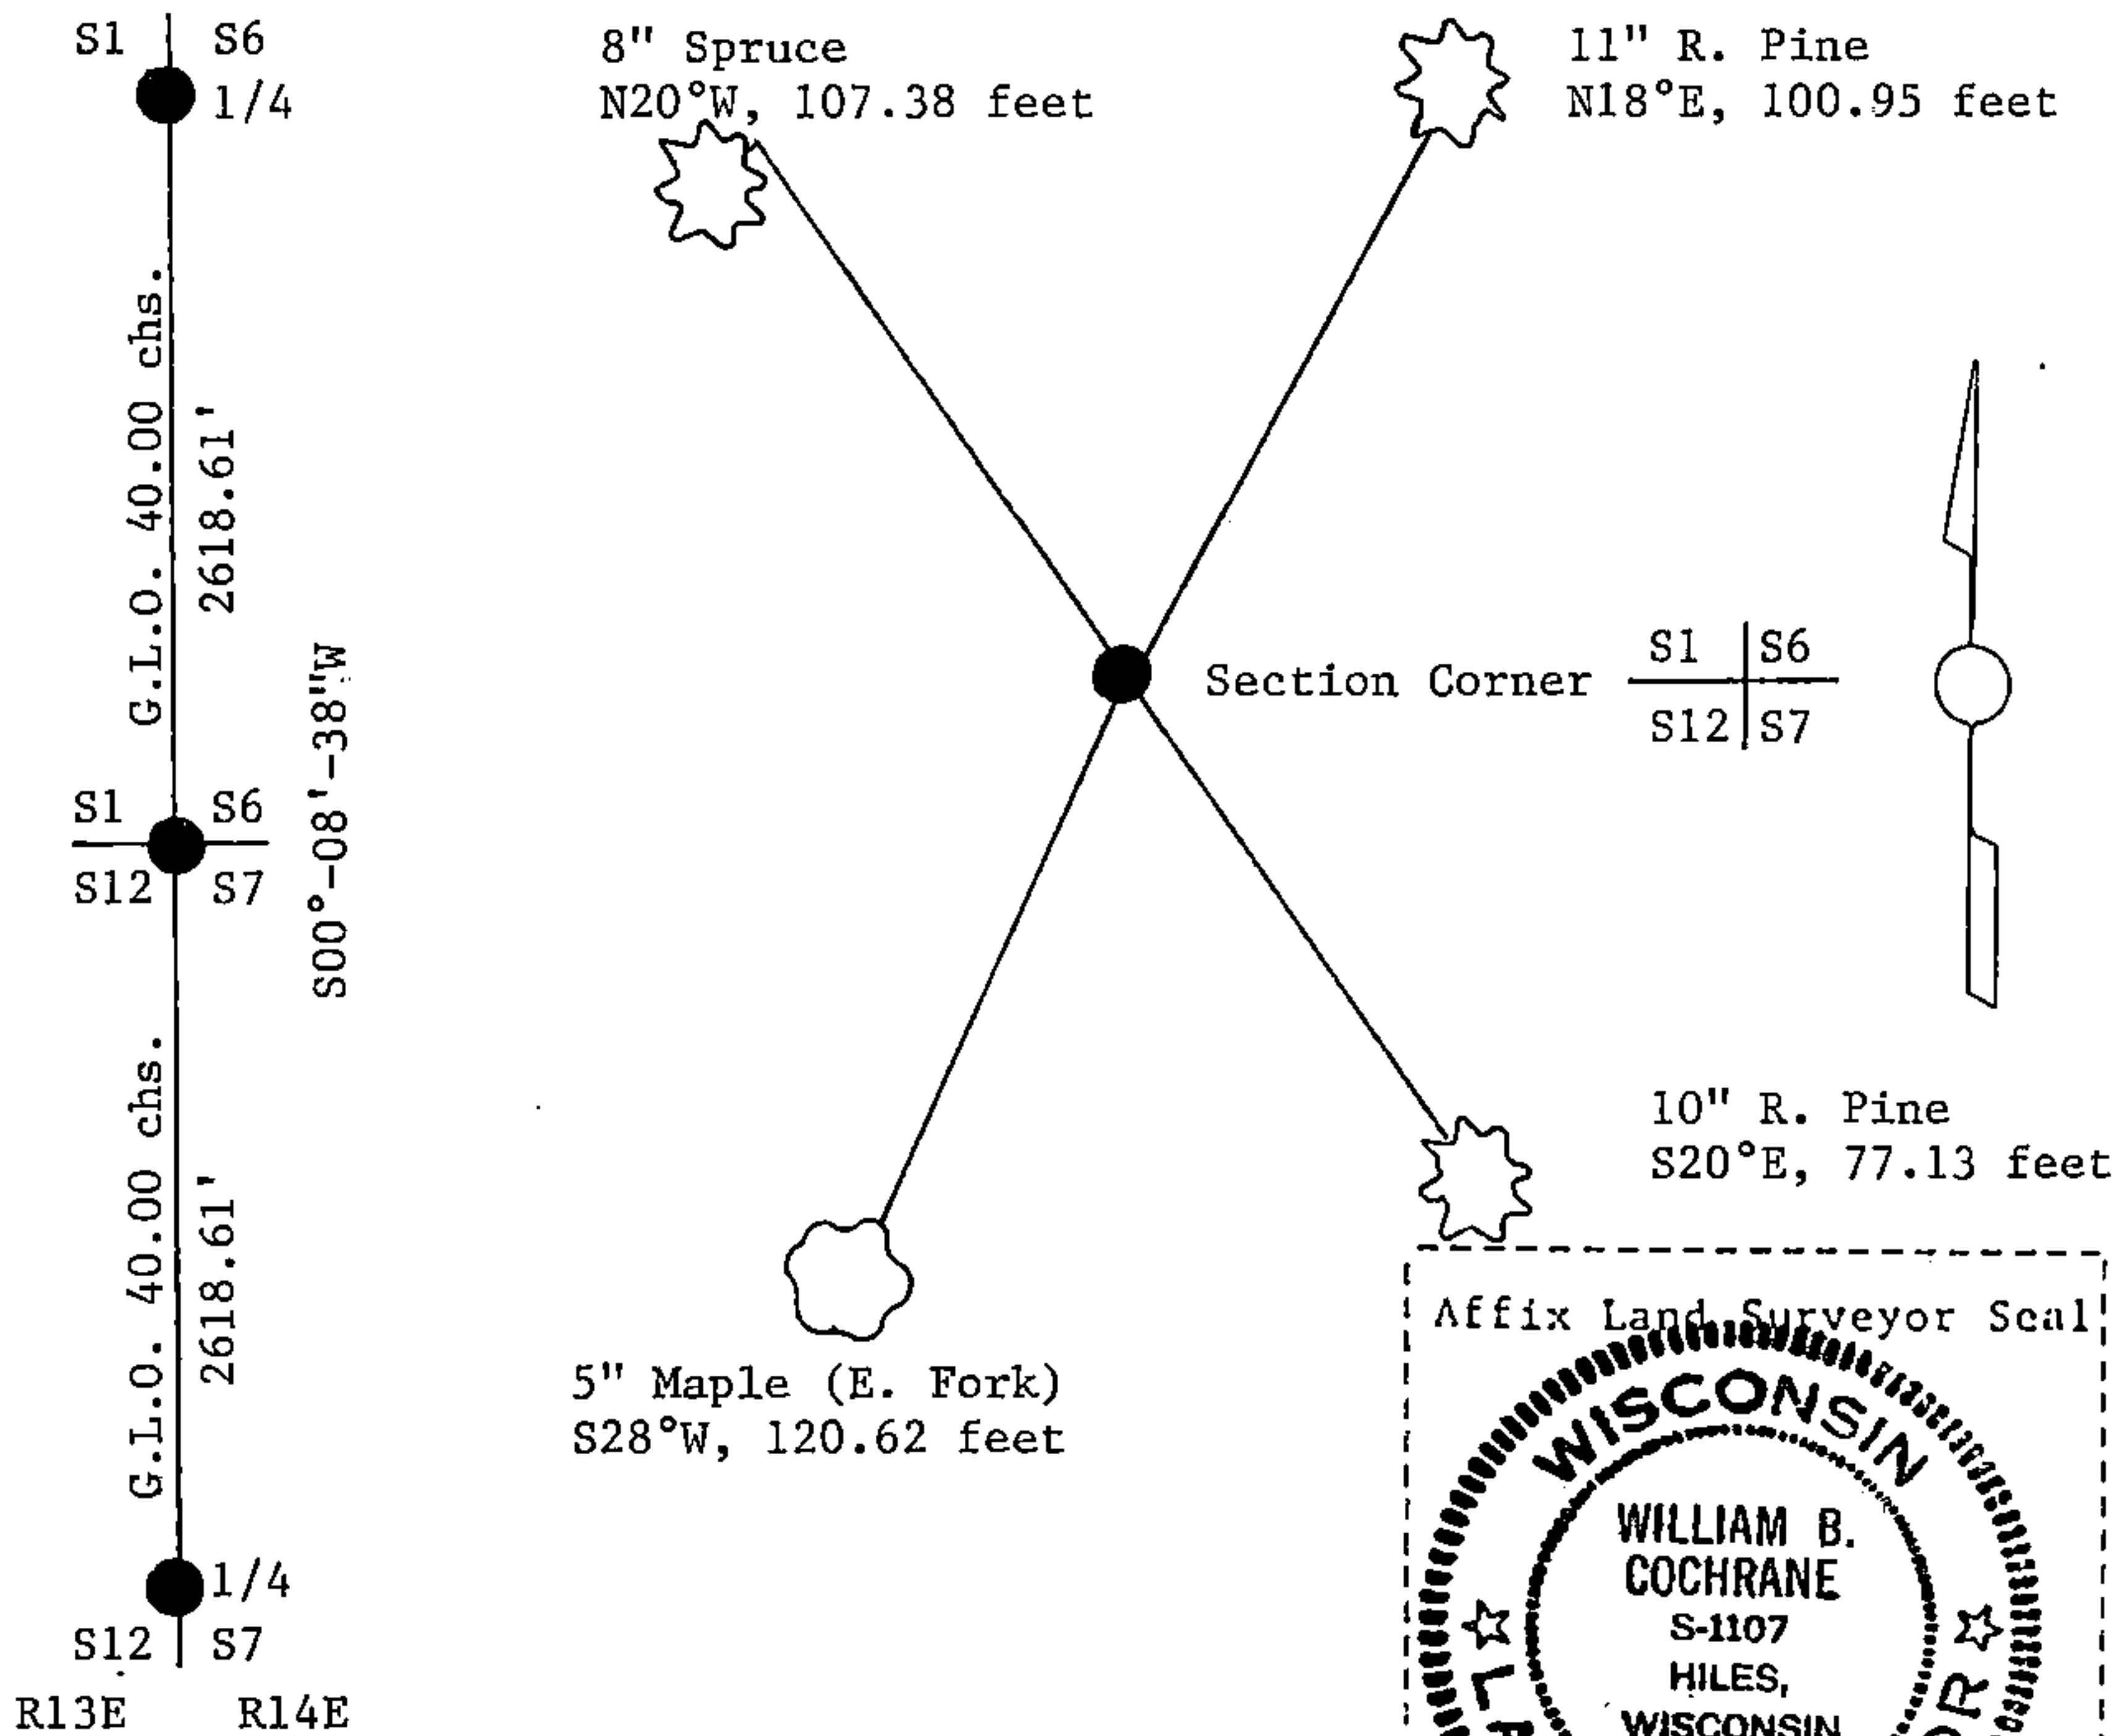 S1 S6
1/4
G.L.O. 40.00 chs.
2618.61'
S1 S6
S12 S7
S00°-08'-38"W
G.L.O. 40.00 chs.
2618.61'
1/4
S12 S7
R13E R14E
8" Spruce
N20°W, 107.38 feet
11" R. Pine
N18°E, 100.95 feet
Section Corner
S1 S6
S12 S7
10" R. Pine
S20°E, 77.13 feet
5" Maple (E. Fork)
S28°W, 120.62 feet
Affix Land Surveyor Seal
WISCONSIN
WILLIAM B.
COCHRANE
S-1107
HILES,
WISCONSIN